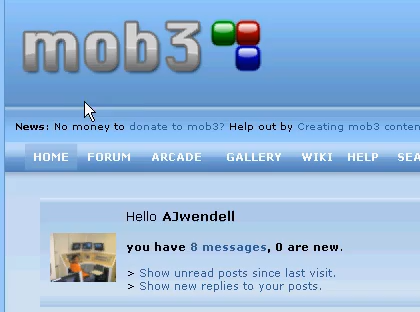 mob3
News: No money to donate to mob3? Help out by Creating mob3 conten
HOME FORUM ARCADE GALLERY WIKI HELP SEA
Hello AJwendell
you have 8 messages, 0 are new.
> Show unread posts since last visit.
> Show new replies to your posts.